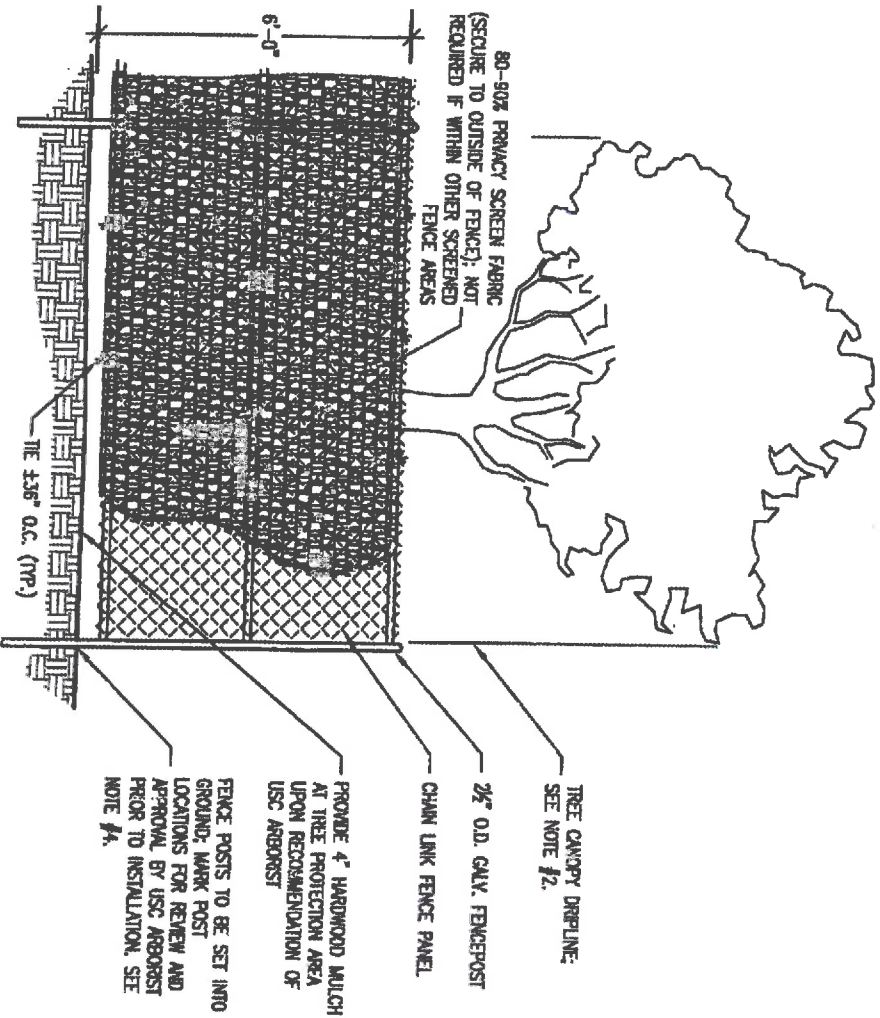 80-90% PRIVACY SCREEN FABRIC
(SECURE TO OUTSIDE OF FENCE); NOT
REQUIRED IF WITHIN OTHER SCREENED
FENCE AREAS
6'-0"
TREE CANOPY DRIPLINE;
SEE NOTE #2.
2½" O.D. GALV. FENCEPOST
CHAIN LINK FENCE PANEL
PROVIDE 4" HARDWOOD MULCH
AT TREE PROTECTION AREA
UPON RECOMMENDATION OF
USC ARBORIST
FENCE POSTS TO BE SET INTO
GROUND; MARK POST
LOCATIONS FOR REVIEW AND
APPROVAL BY USC ARBORIST
PRIOR TO INSTALLATION. SEE
NOTE #4.
TIE ±36" O.C. (TYP.)